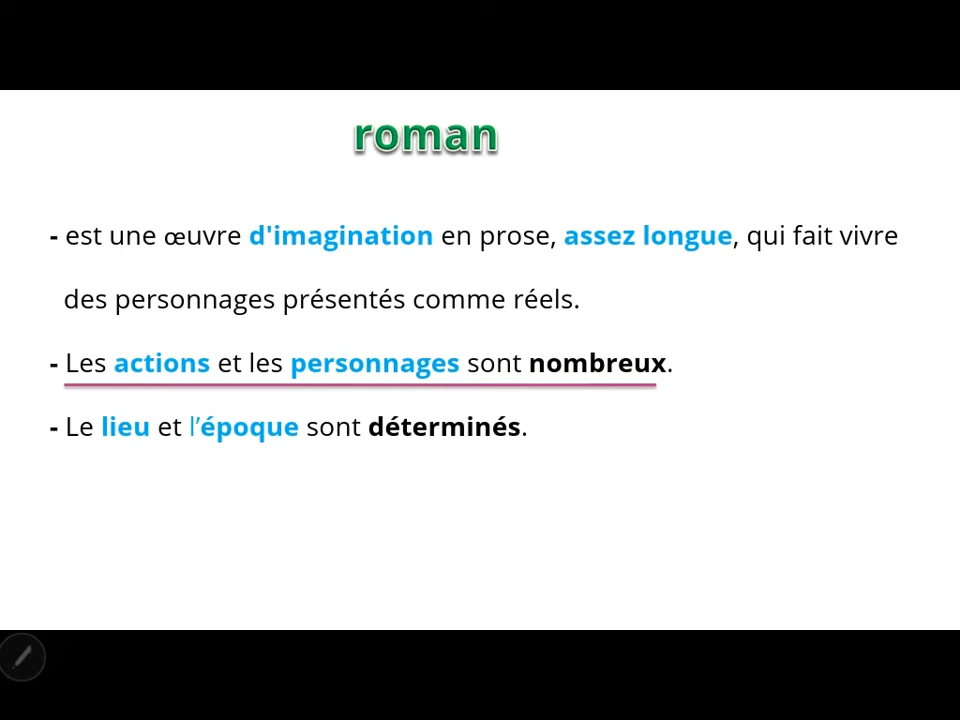 roman
- est une œuvre d'imagination en prose, assez longue, qui fait vivre
des personnages présentés comme réels.
- Les actions et les personnages sont nombreux.
- Le lieu et l’époque sont déterminés.